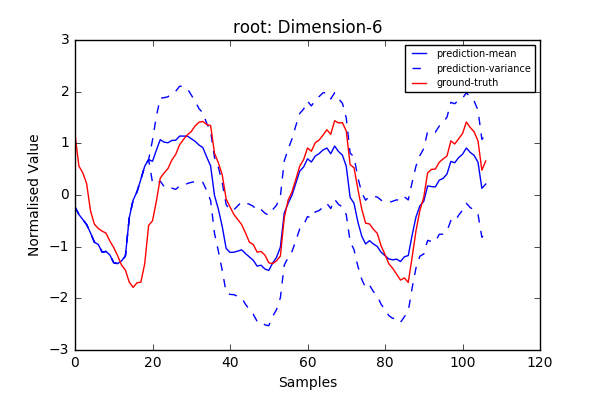 root: Dimension-6
prediction-mean
prediction-variance
ground-truth
3
2
1
0
−1
−2
−3
Normalised Value
0 20 40 60 80 100 120
Samples